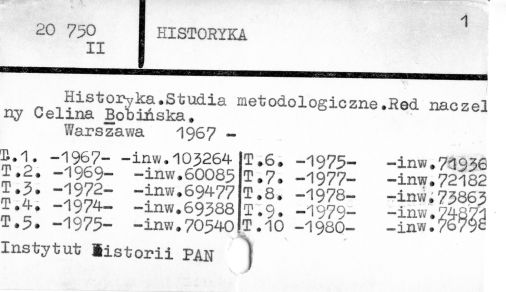 1
20 750
II
HISTORYKA
Historyka.Studia metodologiczne.Red naczel
ny Celina Bobińska.
Warszawa 1967 -
T.1. -1967- -inw.103264
T.2. -1969- -inw.60085
T.3. -1972- -inw.69477
T.4. -1974- -inw.69388
T.5. -1975- -inw.70540
T.6. -1975- -inw.71936
T.7. -1977- -inw.72182
T.8. -1978- -inw.73863
T.9. -1979- -inw.74871
T.10 -1980- -inw.76798
Instytut Historii PAN